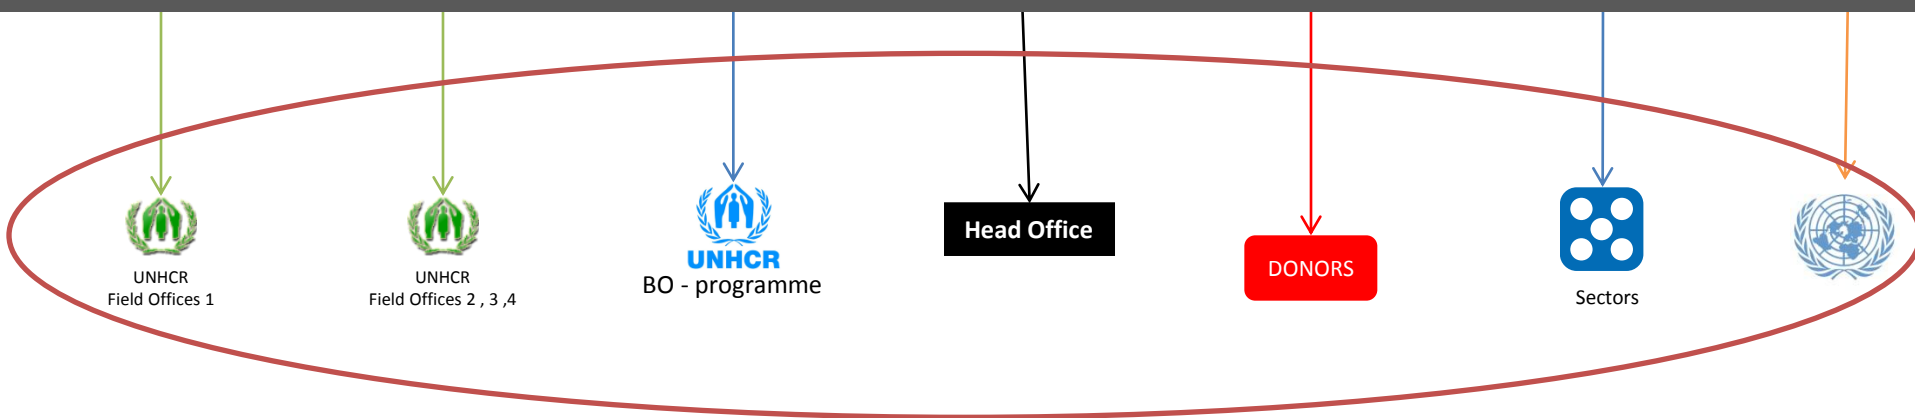 UNHCR
Field Offices 1
UNHCR
Field Offices 2 , 3 ,4
UNHCR
BO - programme
Head Office
DONORS
Sectors